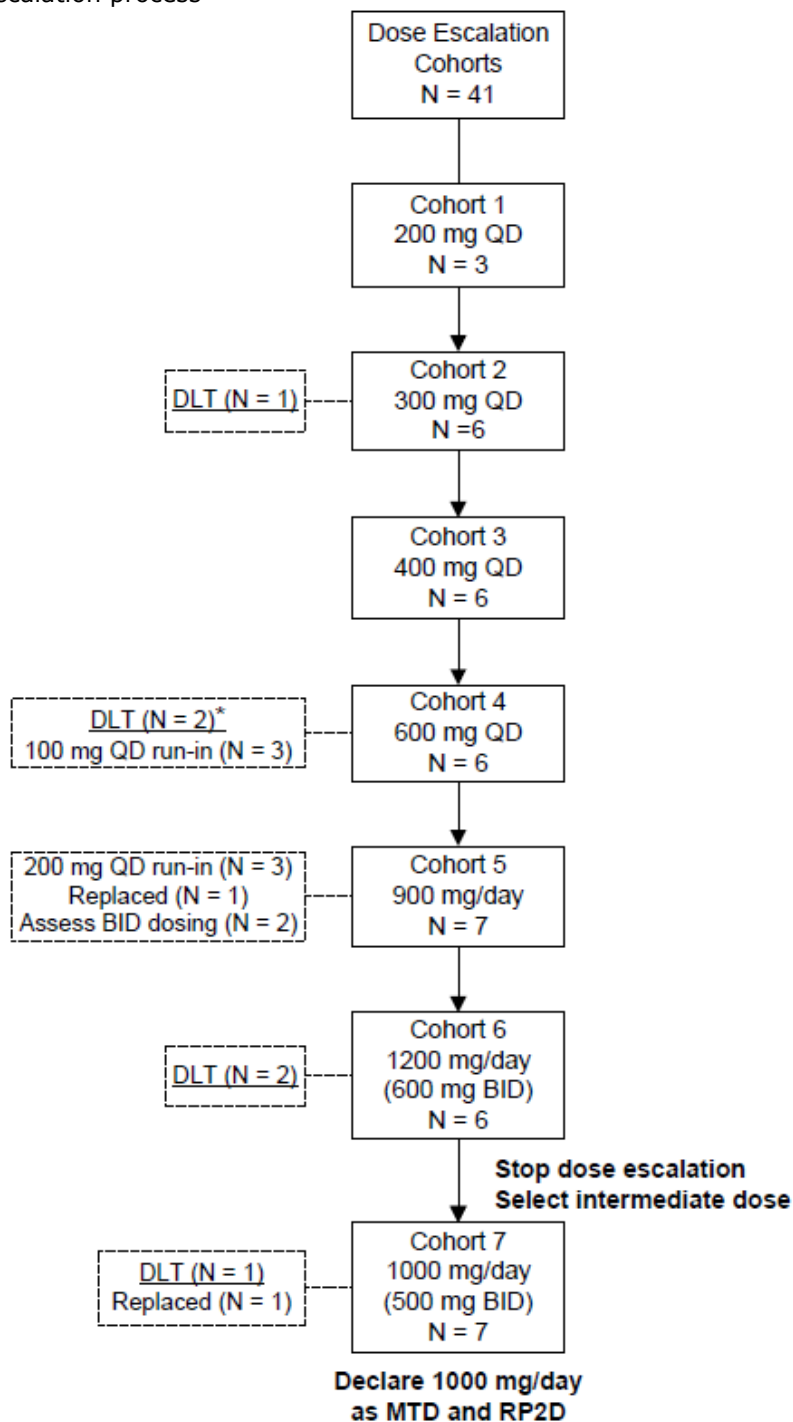 escalation process
Dose Escalation
Cohorts
N = 41
Cohort 1
200 mg QD
N = 3
Cohort 2
300 mg QD
N =6
DLT (N = 1)
Cohort 3
400 mg QD
N = 6
Cohort 4
600 mg QD
N = 6
DLT (N = 2)*
100 mg QD run-in (N = 3)
Cohort 5
900 mg/day
N = 7
200 mg QD run-in (N = 3)
Replaced (N = 1)
Assess BID dosing (N = 2)
Cohort 6
1200 mg/day
(600 mg BID)
N = 6
DLT (N = 2)
Stop dose escalation
Select intermediate dose
Cohort 7
1000 mg/day
(500 mg BID)
N = 7
DLT (N = 1)
Replaced (N = 1)
Declare 1000 mg/day
as MTD and RP2D